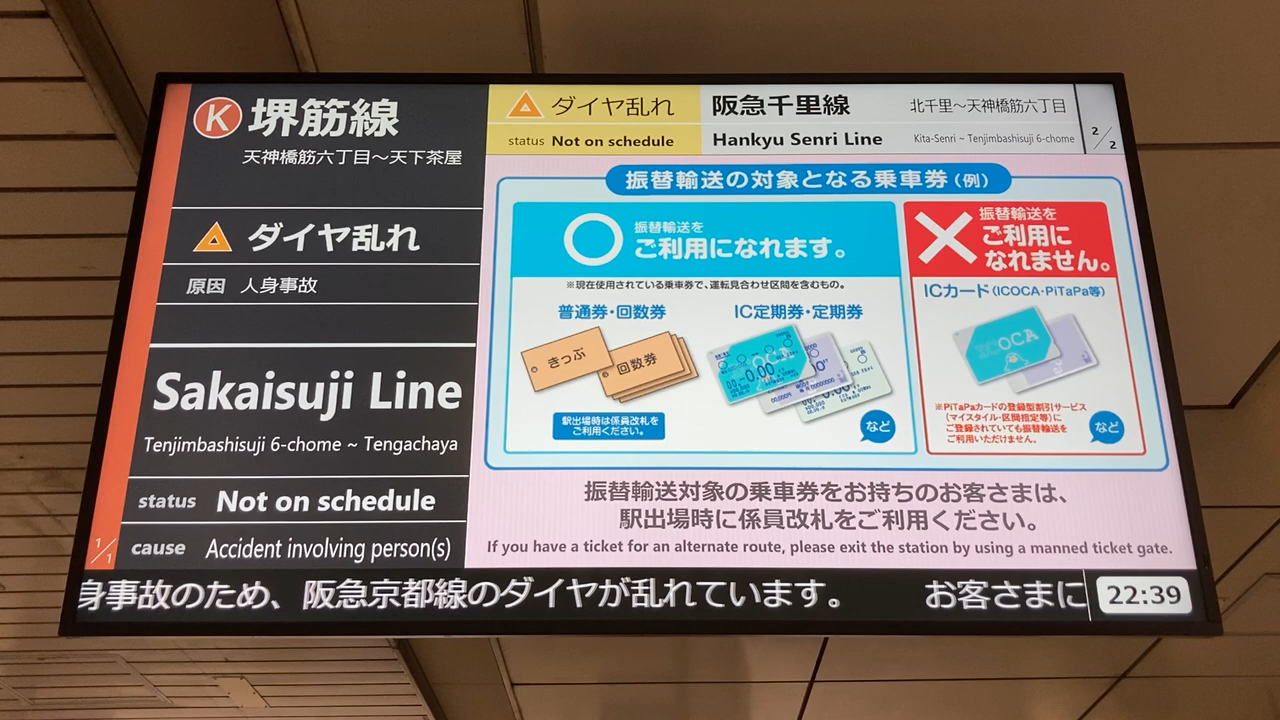 K 堺筋線
天神橋筋六丁目～天下茶屋
ダイヤ乱れ
原因 人身事故
Sakaisuji Line
Tenjimbashisuji 6-chome ~ Tengachaya
status Not on schedule
1/1
cause Accident involving person(s)
ダイヤ乱れ
status Not on schedule
阪急千里線
北千里～天神橋筋六丁目
Hankyu Senri Line
Kita-Senri ~ Tenjimbashisuji 6-chome
2/2
振替輸送の対象となる乗車券(例)
振替輸送を
ご利用になれます。
※現在使用されている乗車券で、運転見合わせ区間を含むもの。
普通券・回数券
きっぷ
回数券
駅出場時は係員改札を
ご利用ください。
IC定期券・定期券
など
振替輸送を
ご利用に
なれません。
ICカード(ICOCA・PiTaPa等)
ICOCA
※PiTaPaカードの登録型割引サービス
(マイスタイル・区間指定等)に
ご登録されていても振替輸送を
ご利用いただけません。
など
振替輸送対象の乗車券をお持ちのお客さまは、
駅出場時に係員改札をご利用ください。
If you have a ticket for an alternate route, please exit the station by using a manned ticket gate.
身事故のため、阪急京都線のダイヤが乱れています。 お客さまに
22:39